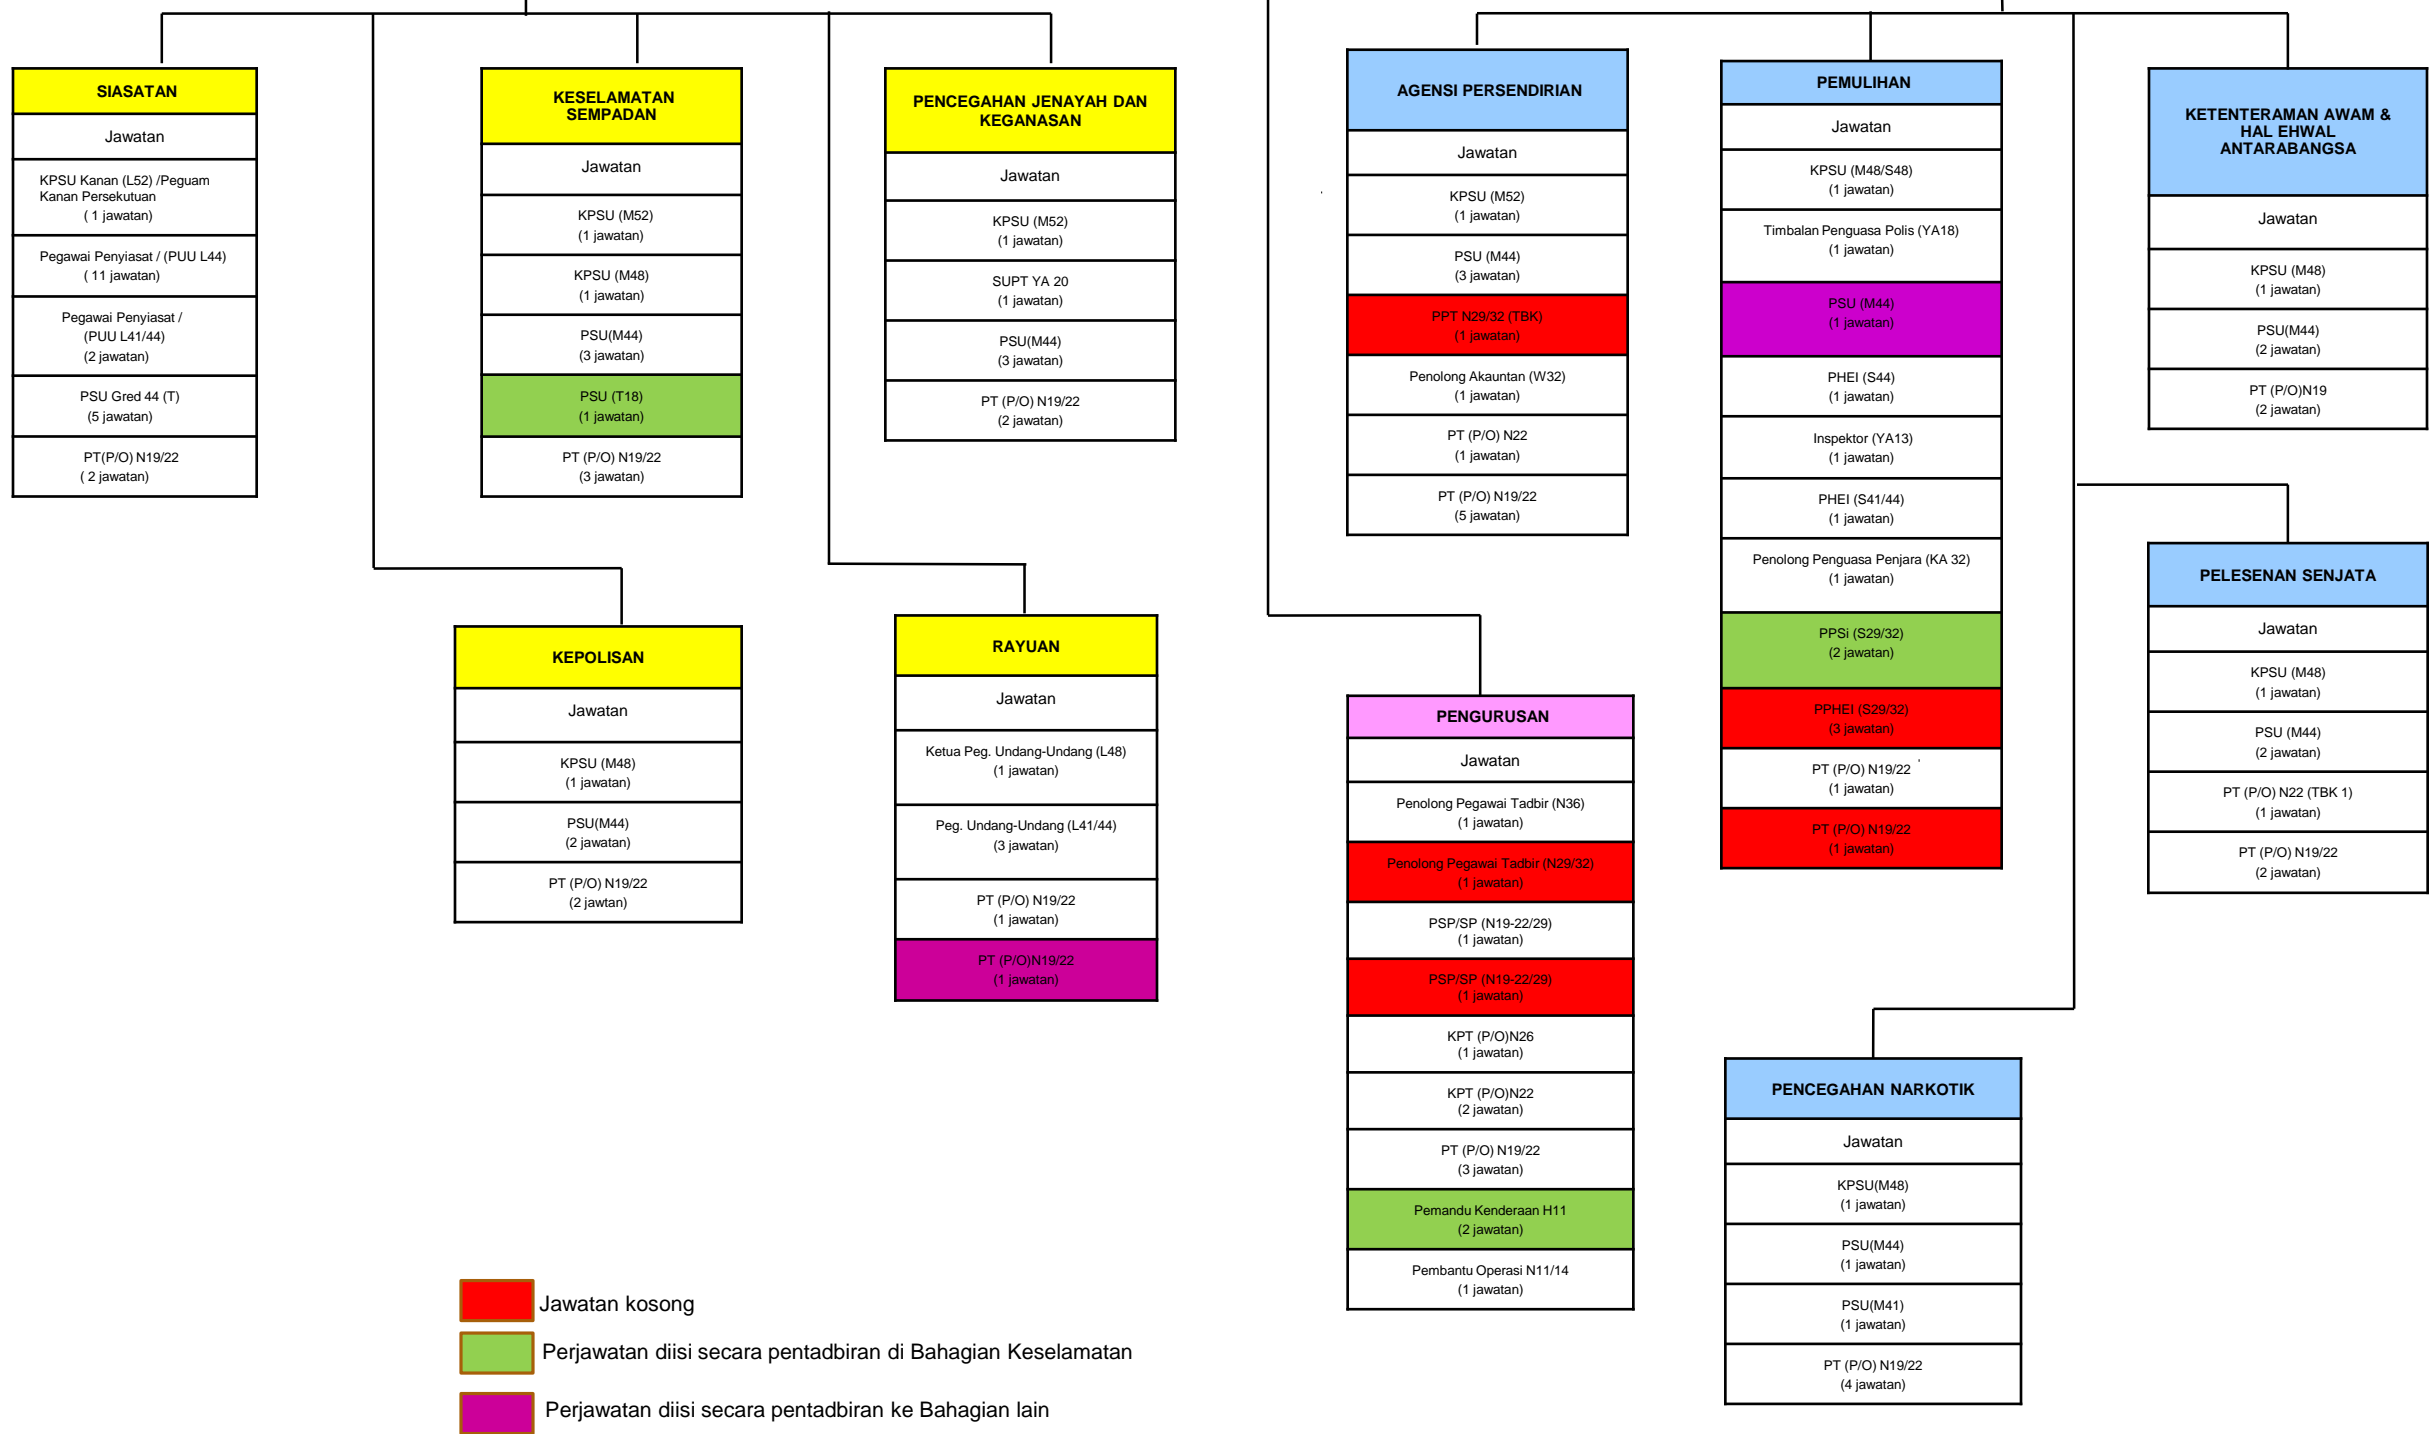 SIASATAN
Jawatan
KPSU Kanan (L52) /Peguam
Kanan Persekutuan
( 1 jawatan)
Pegawai Penyiasat / (PUU L44)
( 11 jawatan)
Pegawai Penyiasat /
(PUU L41/44)
(2 jawatan)
PSU Gred 44 (T)
(5 jawatan)
PT(P/O) N19/22
( 2 jawatan)
KESELAMATAN
SEMPADAN
Jawatan
KPSU (M52)
(1 jawatan)
KPSU (M48)
(1 jawatan)
PSU(M44)
(3 jawatan)
PSU (T18)
(1 jawatan)
PT (P/O) N19/22
(3 jawatan)
PENCEGAHAN JENAYAH DAN
KEGANASAN
Jawatan
KPSU (M52)
(1 jawatan)
SUPT YA 20
(1 jawatan)
PSU(M44)
(3 jawatan)
PT (P/O) N19/22
(2 jawatan)
AGENSI PERSENDIRIAN
Jawatan
KPSU (M52)
(1 jawatan)
PSU (M44)
(3 jawatan)
PPT N29/32 (TBK)
(1 jawatan)
Penolong Akauntan (W32)
(1 jawatan)
PT (P/O) N22
(1 jawatan)
PT (P/O) N19/22
(5 jawatan)
PEMULIHAN
Jawatan
KPSU (M48/S48)
(1 jawatan)
Timbalan Penguasa Polis (YA18)
(1 jawatan)
PSU (M44)
(1 jawatan)
PHEI (S44)
(1 jawatan)
Inspektor (YA13)
(1 jawatan)
PHEI (S41/44)
(1 jawatan)
Penolong Penguasa Penjara (KA 32)
(1 jawatan)
PPSi (S29/32)
(2 jawatan)
PPHEI (S29/32)
(3 jawatan)
PT (P/O) N19/22
(1 jawatan)
PT (P/O) N19/22
(1 jawatan)
KETENTERAMAN AWAM &
HAL EHWAL
ANTARABANGSA
Jawatan
KPSU (M48)
(1 jawatan)
PSU(M44)
(2 jawatan)
PT (P/O)N19
(2 jawatan)
KEPOLISAN
Jawatan
KPSU (M48)
(1 jawatan)
PSU(M44)
(2 jawatan)
PT (P/O) N19/22
(2 jawtan)
RAYUAN
Jawatan
Ketua Peg. Undang-Undang (L48)
(1 jawatan)
Peg. Undang-Undang (L41/44)
(3 jawatan)
PT (P/O) N19/22
(1 jawatan)
PT (P/O)N19/22
(1 jawatan)
PENGURUSAN
Jawatan
Penolong Pegawai Tadbir (N36)
(1 jawatan)
Penolong Pegawai Tadbir (N29/32)
(1 jawatan)
PSP/SP (N19-22/29)
(1 jawatan)
PSP/SP (N19-22/29)
(1 jawatan)
KPT (P/O)N26
(1 jawatan)
KPT (P/O)N22
(2 jawatan)
PT (P/O) N19/22
(3 jawatan)
Pemandu Kenderaan H11
(2 jawatan)
Pembantu Operasi N11/14
(1 jawatan)
PELESENAN SENJATA
Jawatan
KPSU (M48)
(1 jawatan)
PSU (M44)
(2 jawatan)
PT (P/O) N22 (TBK 1)
(1 jawatan)
PT (P/O) N19/22
(2 jawatan)
PENCEGAHAN NARKOTIK
Jawatan
KPSU(M48)
(1 jawatan)
PSU(M44)
(1 jawatan)
PSU(M41)
(1 jawatan)
PT (P/O) N19/22
(4 jawatan)
Jawatan kosong
Perjawatan diisi secara pentadbiran di Bahagian Keselamatan
Perjawatan diisi secara pentadbiran ke Bahagian lain